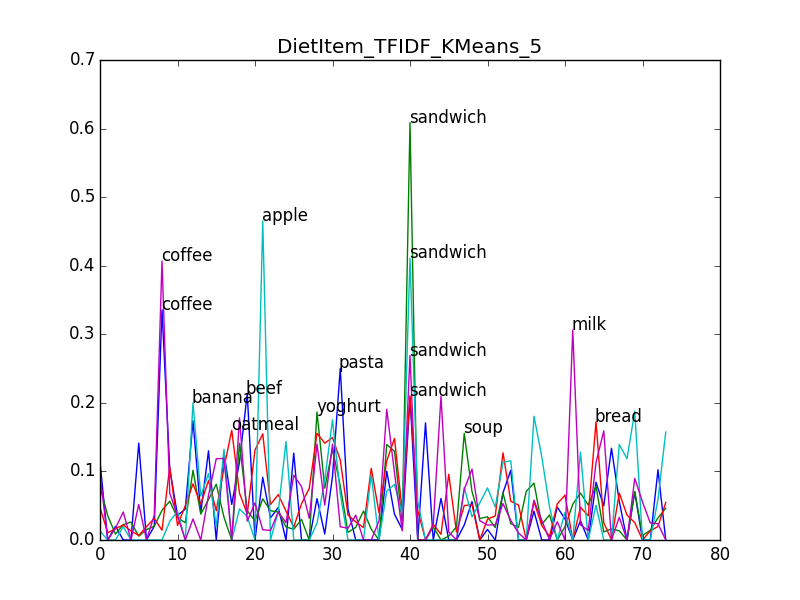 DietItem_TFIDF_KMeans_5
0.7
0.6
0.5
0.4
0.3
0.2
0.1
0.0
sandwich
apple
sandwich
coffee
coffee
milk
sandwich
pasta
beef
sandwich
banana
yoghurt
bread
oatmeal
soup
0 10 20 30 40 50 60 70 80